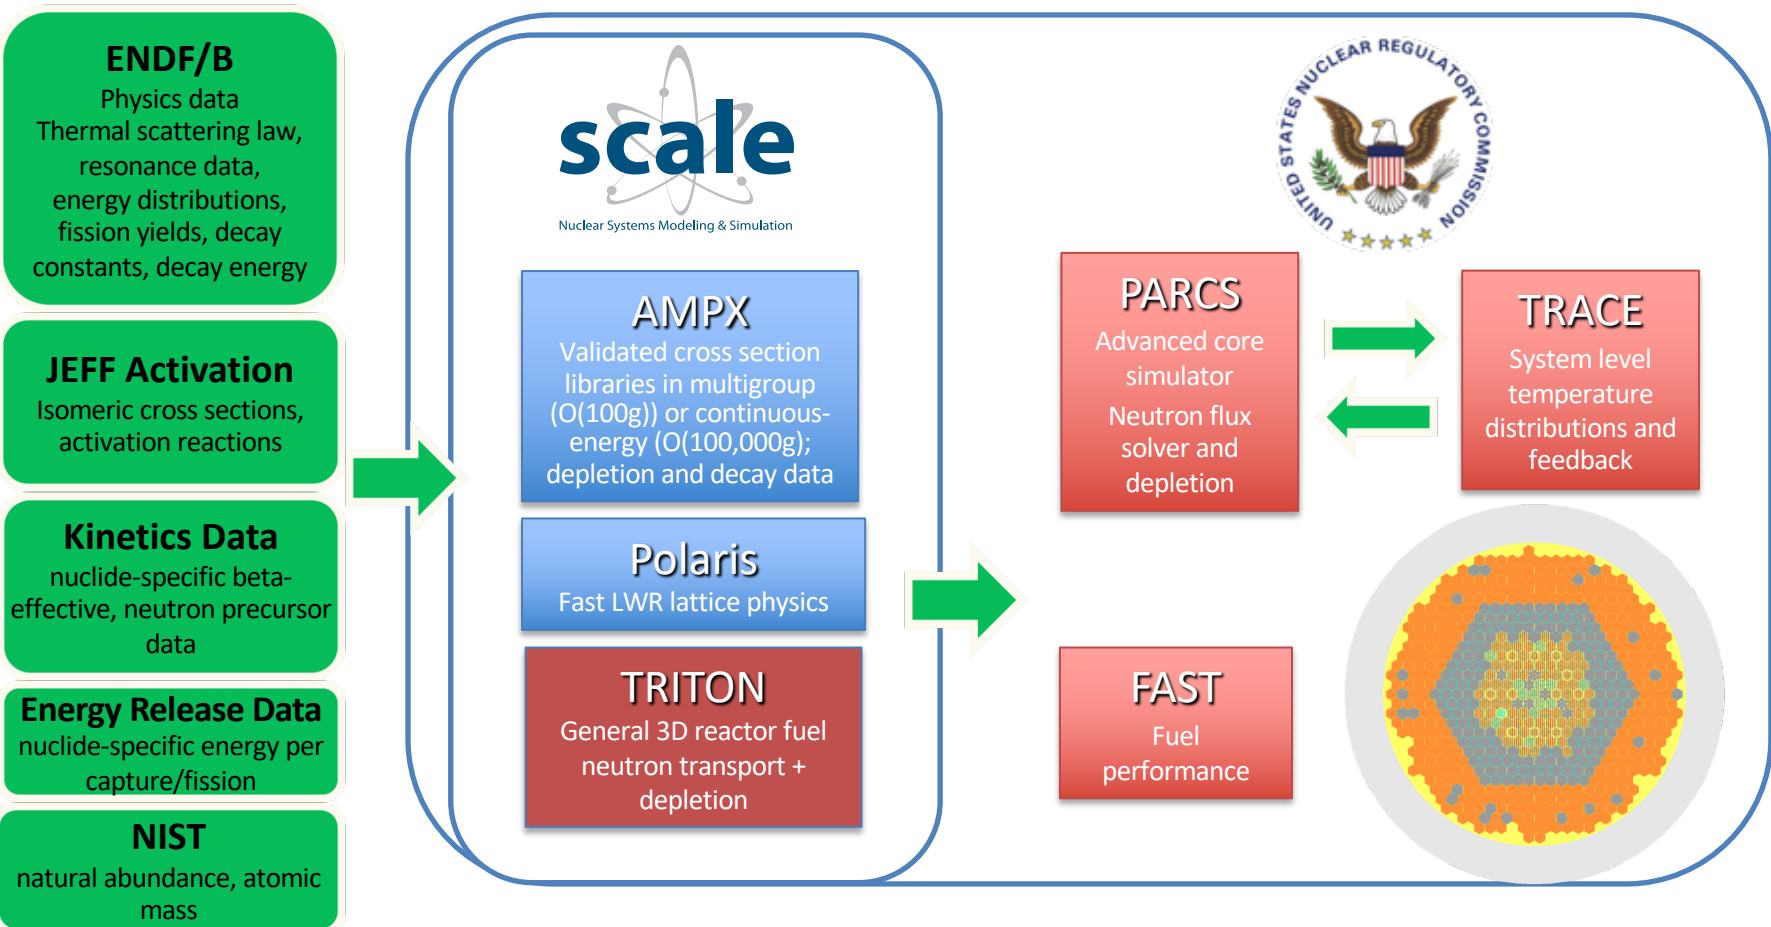 ENDF/B
Physics data
Thermal scattering law,
resonance data,
energy distributions,
fission yields, decay
constants, decay energy
JEFF Activation
Isomeric cross sections,
activation reactions
Kinetics Data
nuclide-specific beta-
effective, neutron precursor
data
Energy Release Data
nuclide-specific energy per
capture/fission
NIST
natural abundance, atomic
mass
scale
Nuclear Systems Modeling & Simulation
AMPX
Validated cross section
libraries in multigroup
(O(100g)) or continuous-
energy (O(100,000g);
depletion and decay data
Polaris
Fast LWR lattice physics
TRITON
General 3D reactor fuel
neutron transport +
depletion
UNITED STATES NUCLEAR REGULATORY COMMISSION
PARCS
Advanced core
simulator
Neutron flux
solver and
depletion
TRACE
System level
temperature
distributions and
feedback
FAST
Fuel
performance